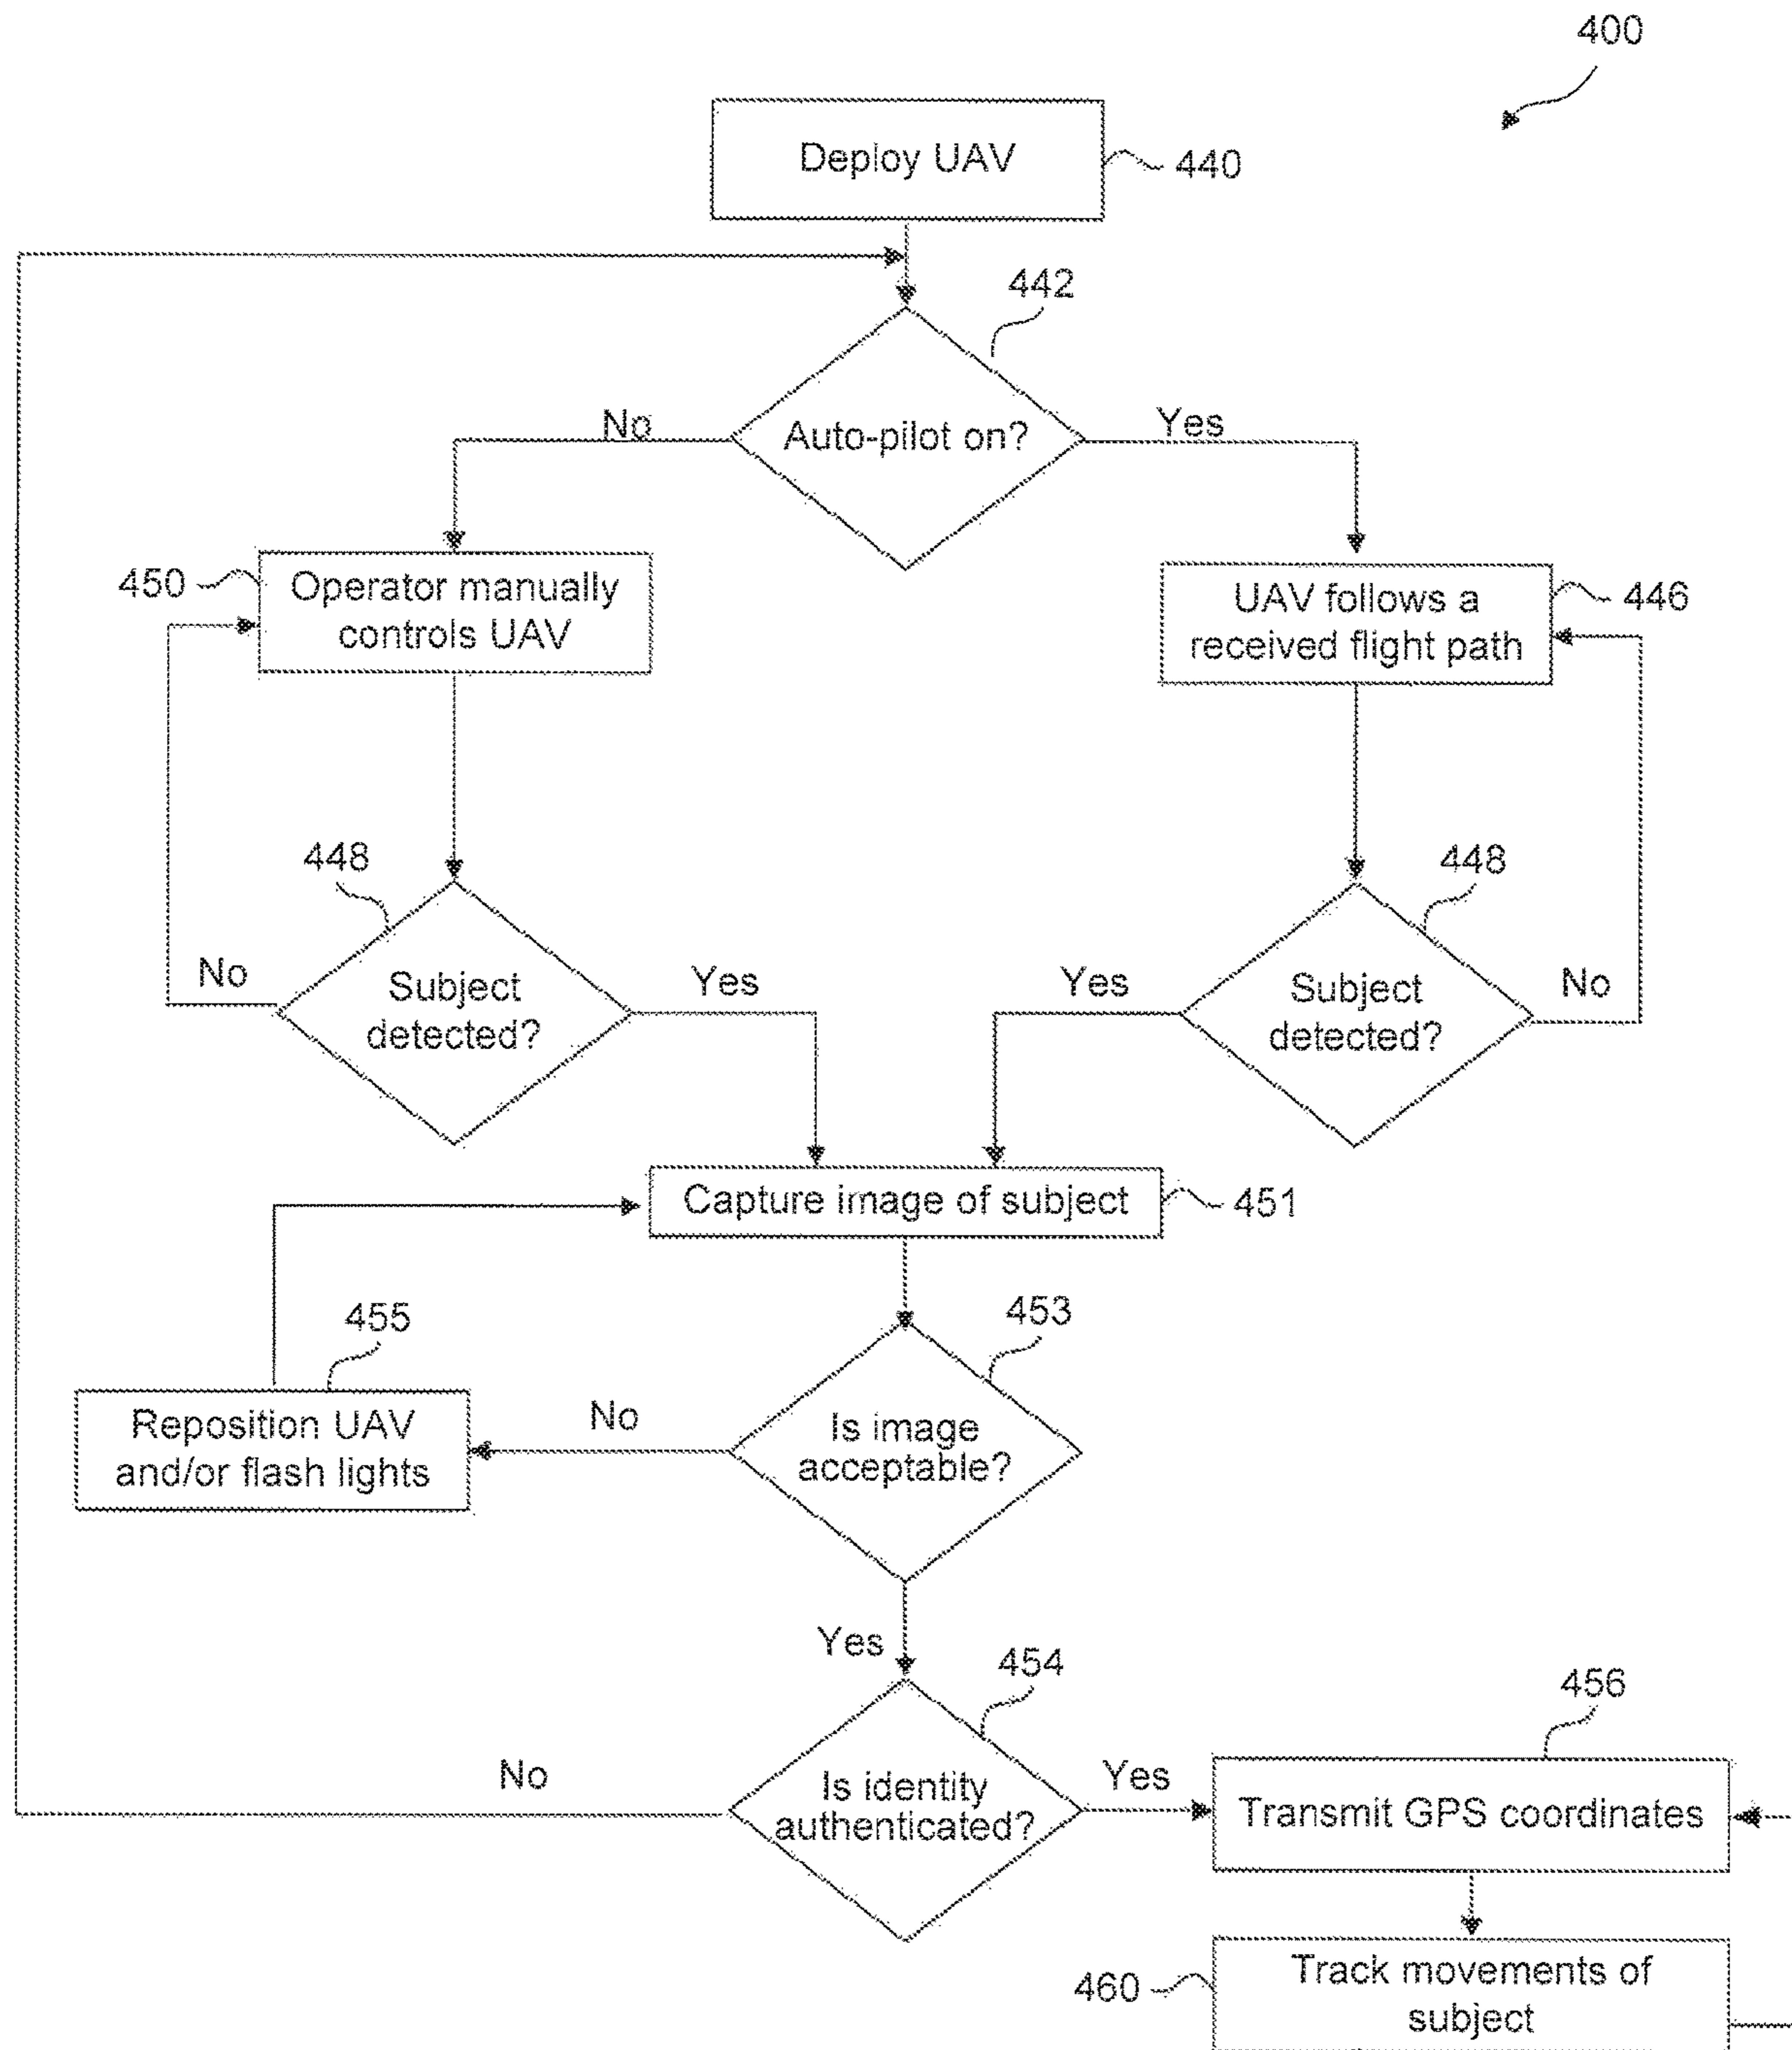 400
Deploy UAV
440
442
No
Auto-pilot on?
Yes
450
Operator manually
controls UAV
UAV follows a
received flight path
446
448
448
No
Subject
detected?
Yes
Yes
Subject
detected?
No
Capture image of subject
451
455
453
Reposition UAV
and/or flash lights
No
Is image
acceptable?
Yes
454
456
No
Is identity
authenticated?
Yes
Transmit GPS coordinates
460
Track movements of
subject